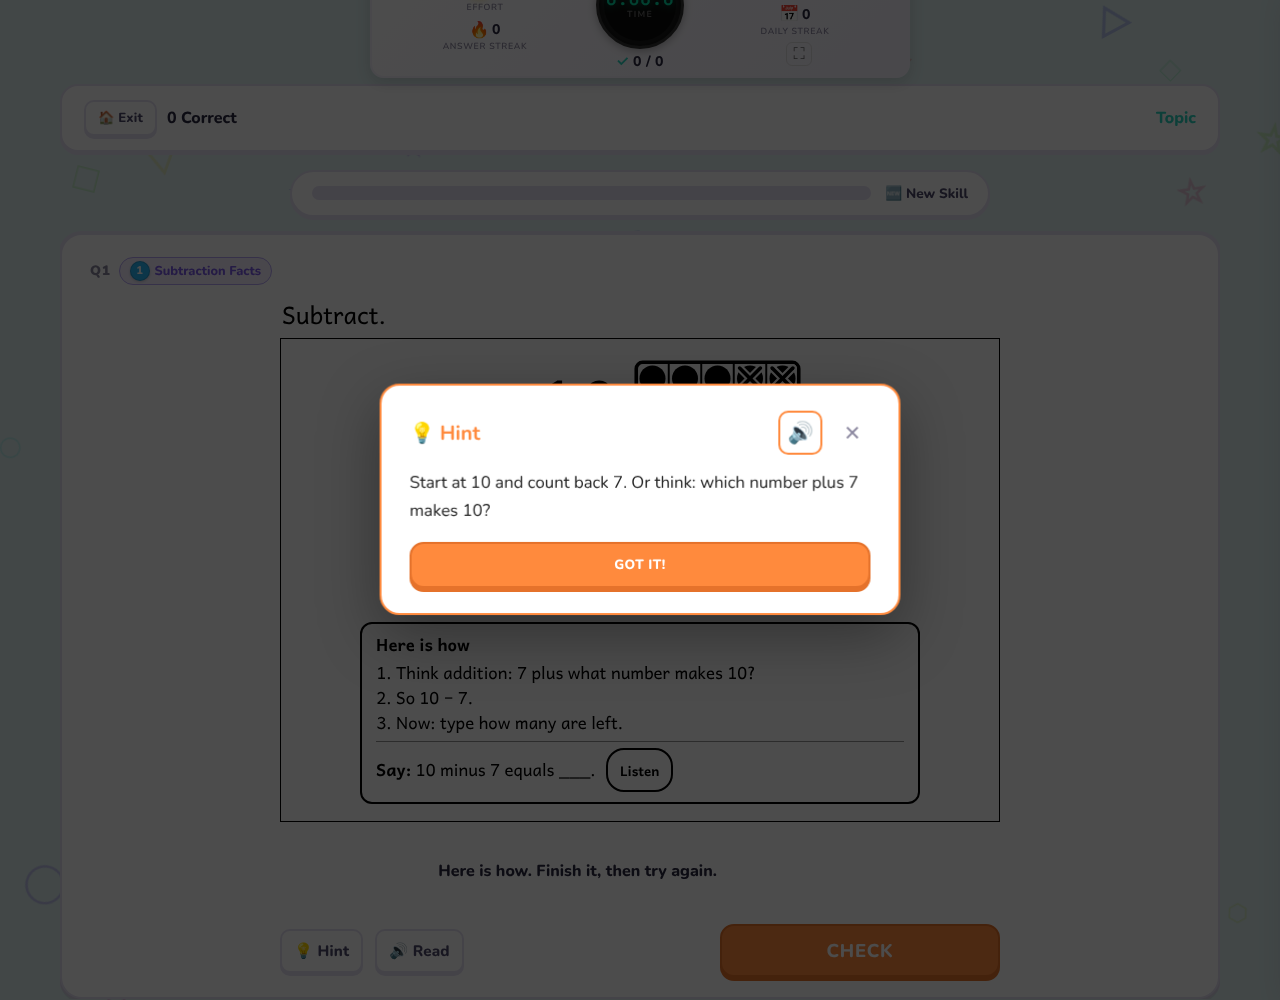 EFFORT
🔥 0
ANSWER STREAK
TIME
✓ 0 / 0
📅 0
DAILY STREAK
🏠 Exit
0 Correct
Topic
🆕 New Skill
Q1
1 Subtraction Facts
Subtract.
💡 Hint
Start at 10 and count back 7. Or think: which number plus 7
makes 10?
GOT IT!
Here is how
1. Think addition: 7 plus what number makes 10?
2. So 10 − 7.
3. Now: type how many are left.
Say: 10 minus 7 equals ___. Listen
Here is how. Finish it, then try again.
💡 Hint
🔊 Read
CHECK